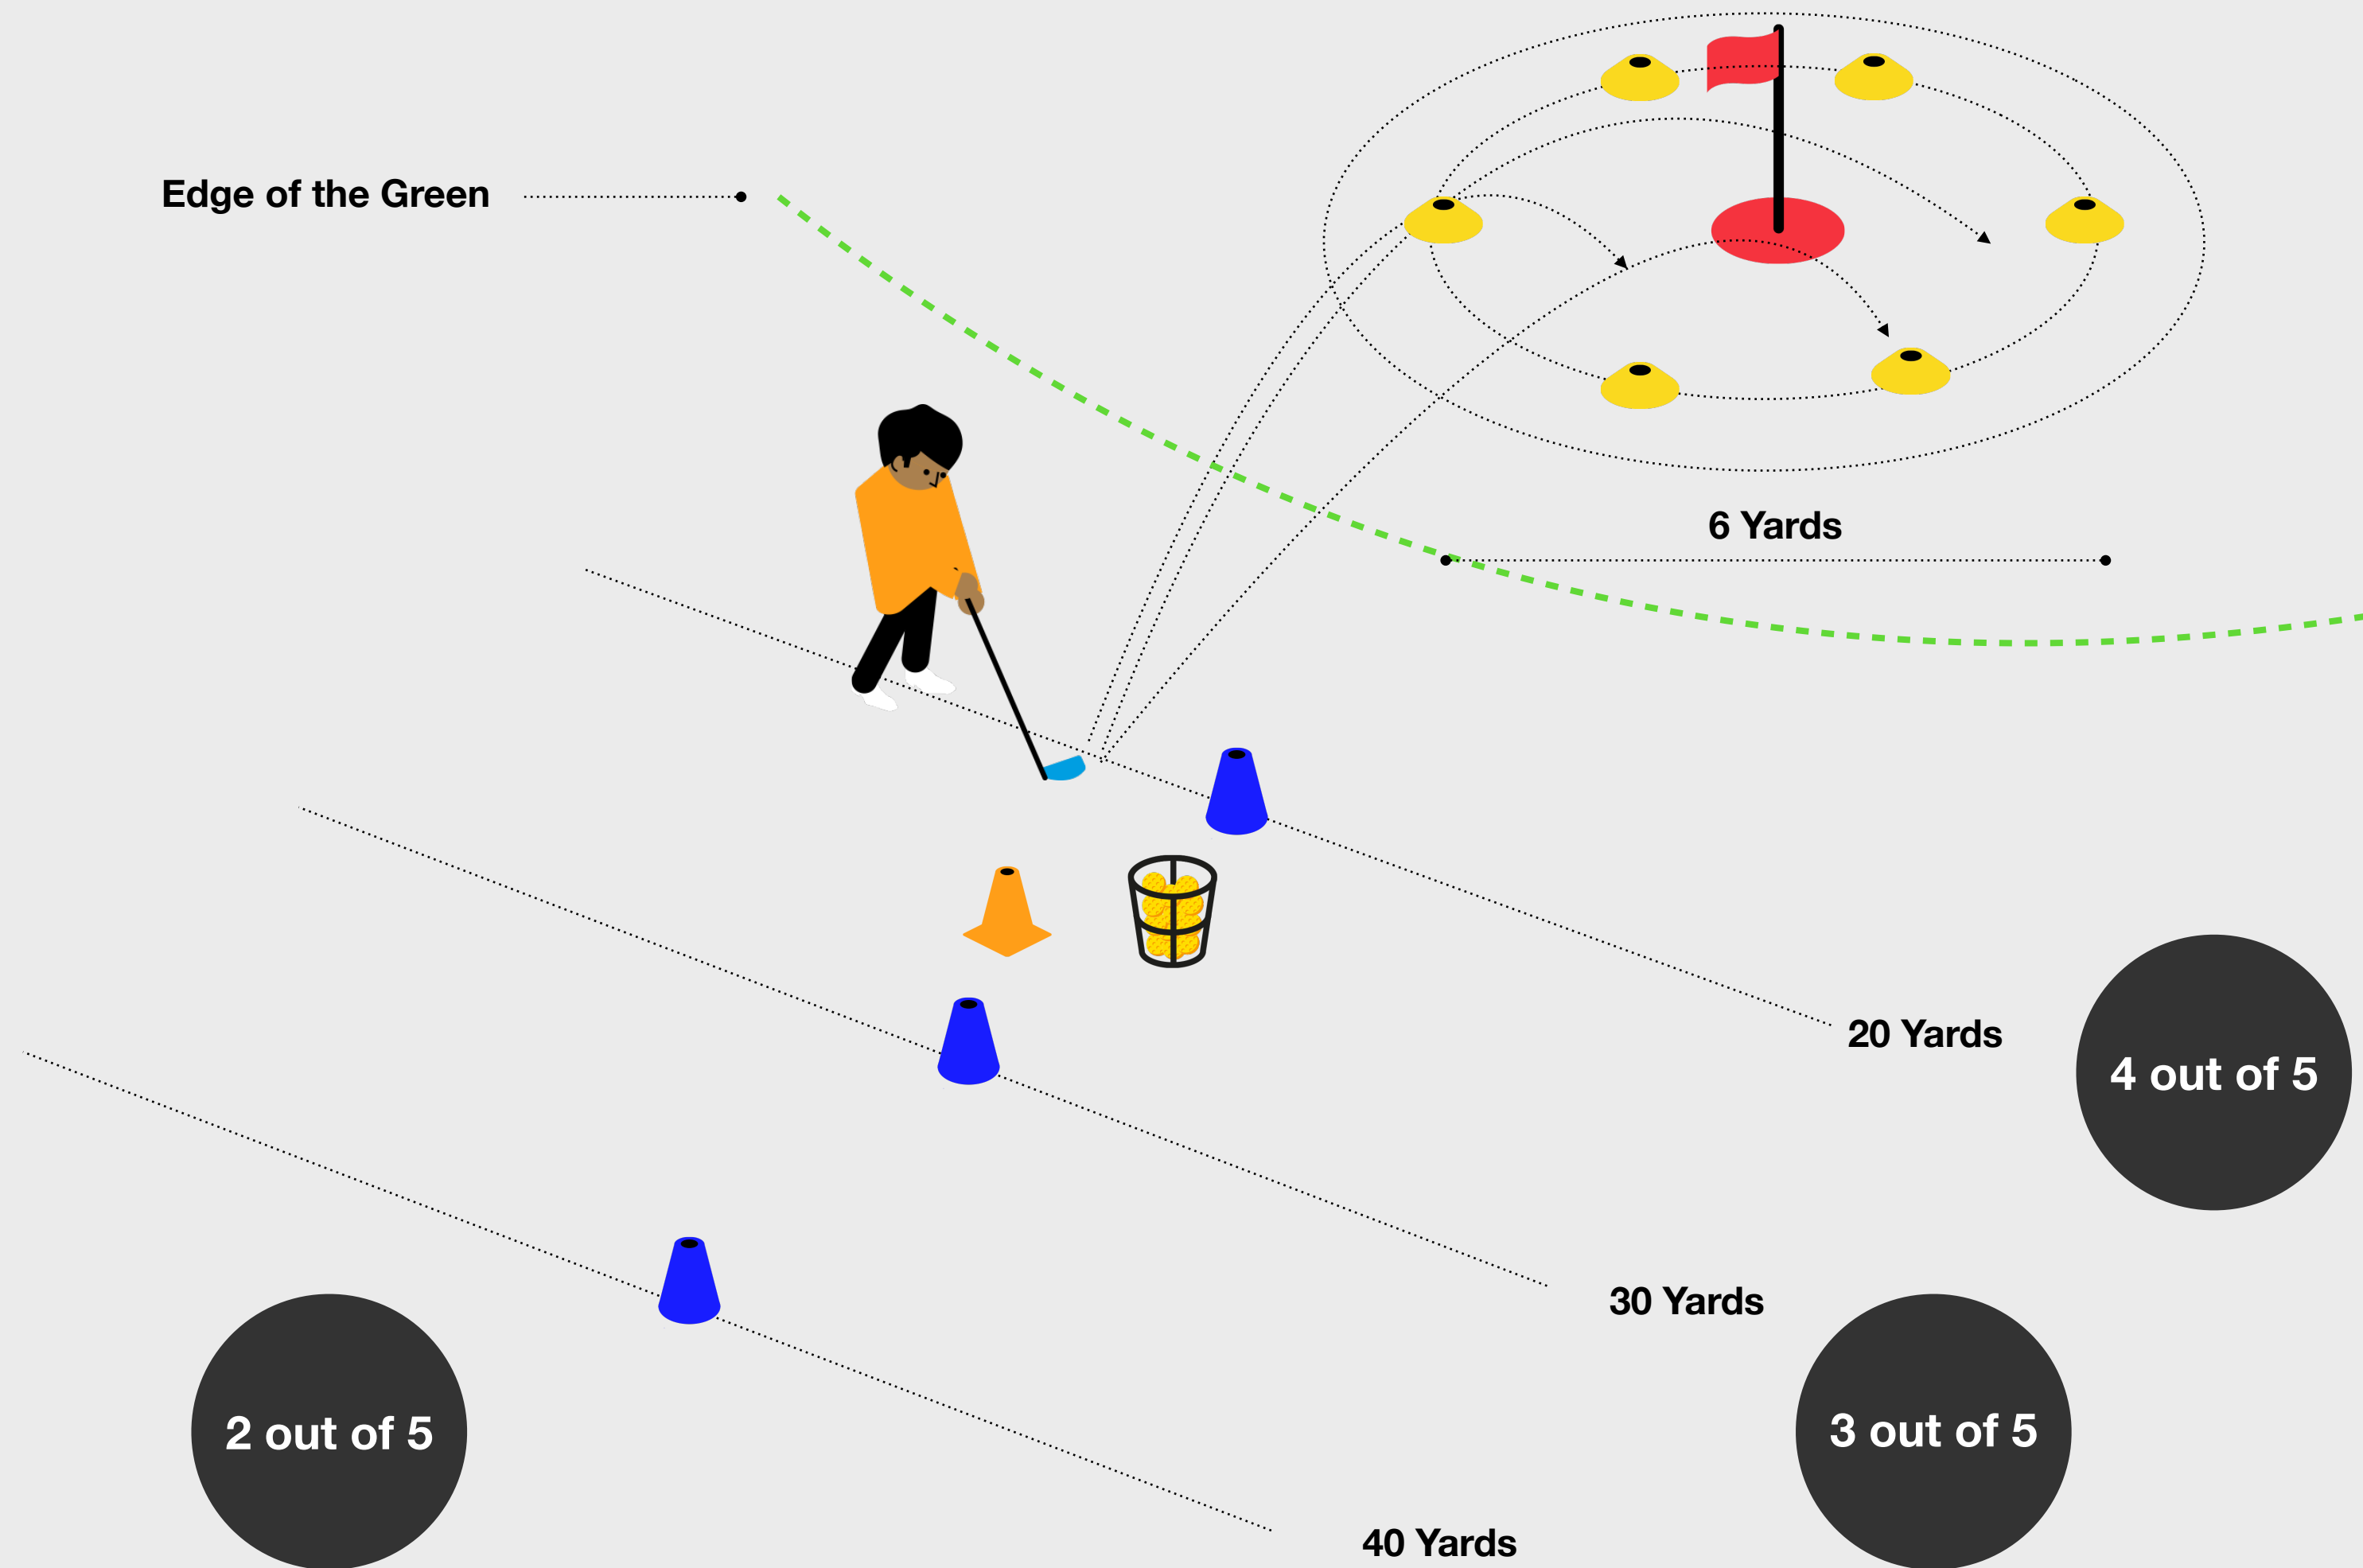 Edge of the Green
6 Yards
20 Yards
4 out of 5
30 Yards
3 out of 5
2 out of 5
40 Yards